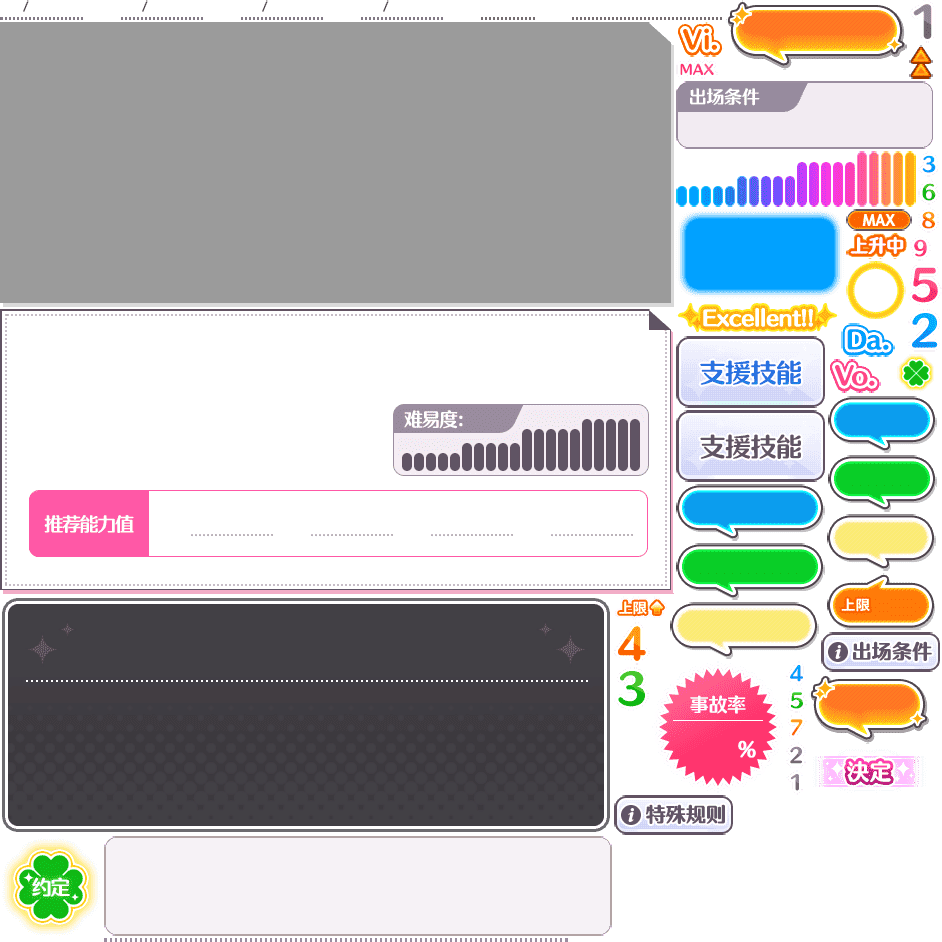 / / / /
Vi.
1
MAX
出场条件
3
6
MAX
8
上升中
9
5
Excellent!!
2
Da.
支援技能
Vo.
难易度:
支援技能
推荐能力值
上限
上限
4
出场条件
3
事故率
%
4
5
7
2
1
决定
特殊规则
约定